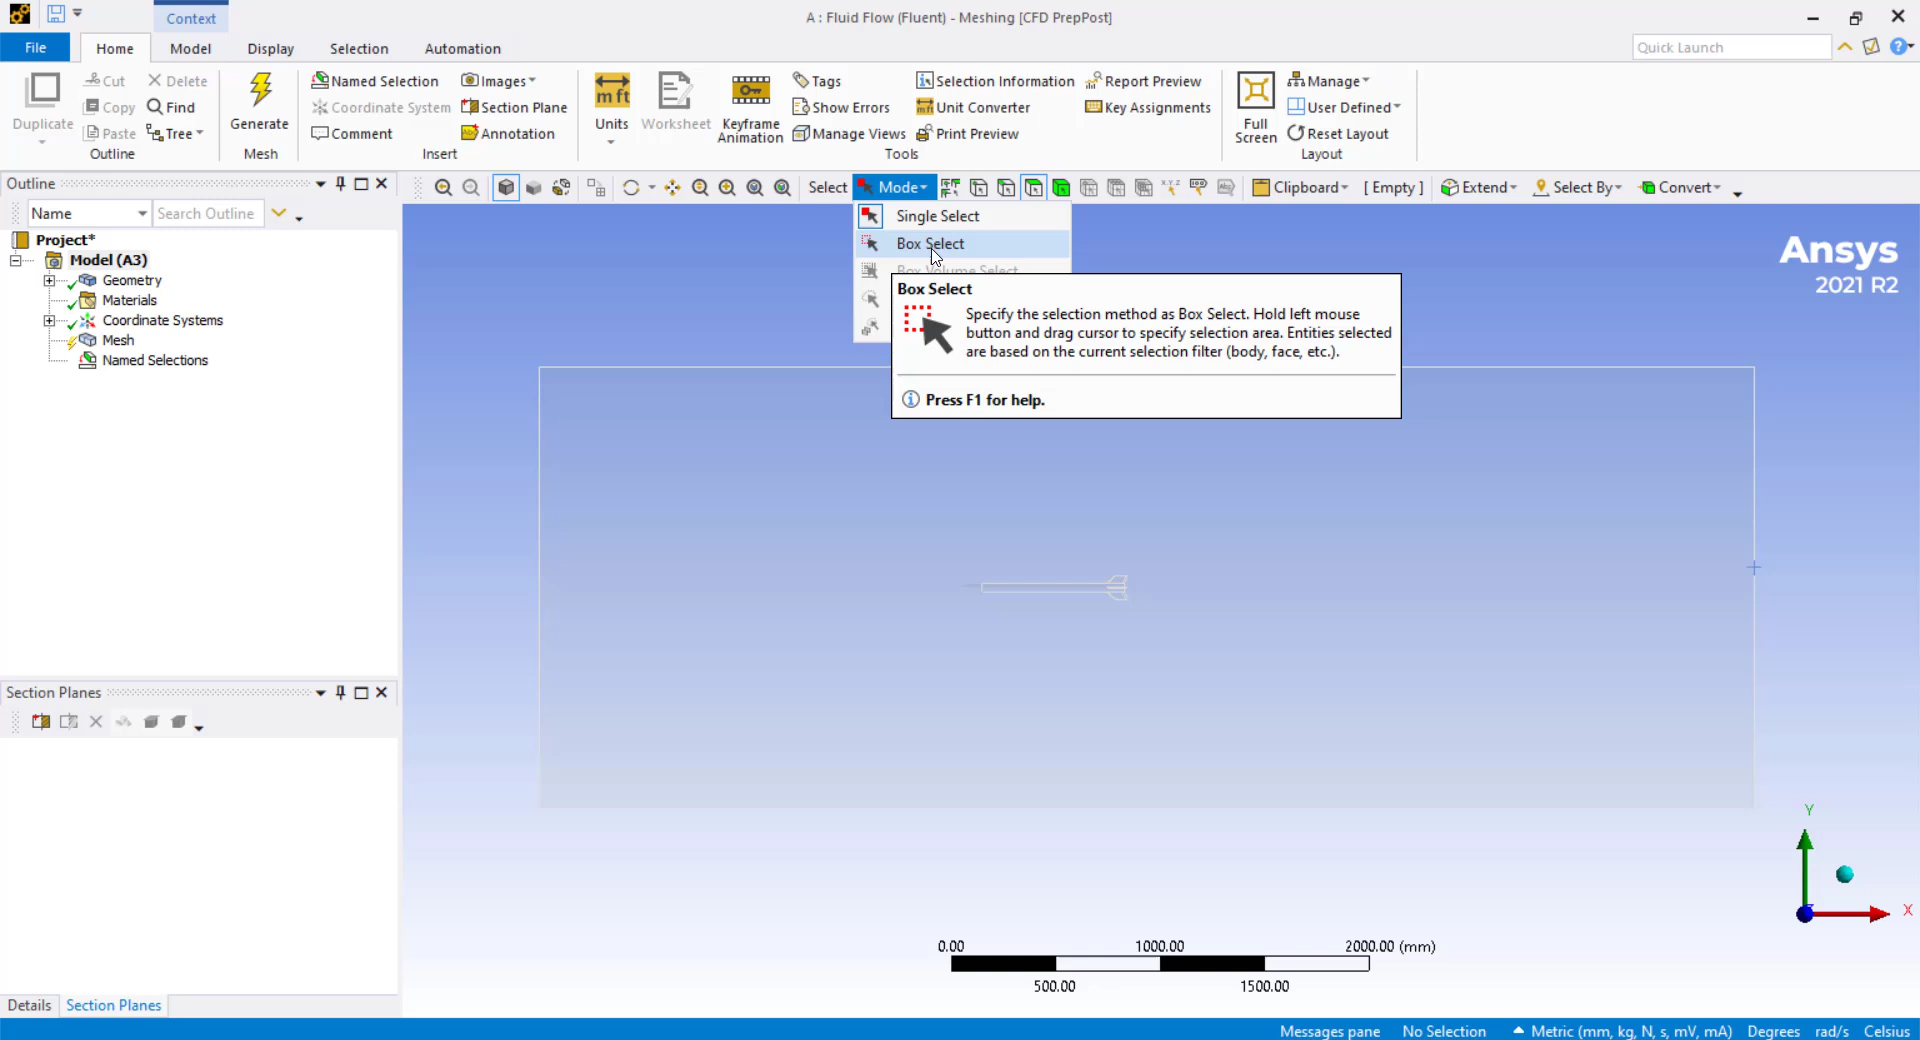 Context
A : Fluid Flow (Fluent) - Meshing [CFD PrepPost]
File Home Model Display Selection Automation
Quick Launch
Duplicate
Cut
Copy
Paste
Delete
Find
Tree
Outline
Generate
Mesh
Named Selection
Coordinate System
Comment
Images
Section Plane
Annotation
Insert
m ft
Units
Worksheet
Keyframe
Animation
Tags
Show Errors
Manage Views
Selection Information
Unit Converter
Print Preview
Report Preview
Key Assignments
Tools
Full
Screen
Manage
User Defined
Reset Layout
Layout
Outline
Name Search Outline
Project*
Model (A3)
Geometry
Materials
Coordinate Systems
Mesh
Named Selections
Section Planes
Details Section Planes
Select Mode Clipboard [ Empty ] Extend Select By Convert
Single Select
Box Select
Box Volume Select
Box Select
Specify the selection method as Box Select. Hold left mouse
button and drag cursor to specify selection area. Entities selected
are based on the current selection filter (body, face, etc.).
Press F1 for help.
Ansys
2021 R2
Y
X
0.00 1000.00 2000.00 (mm)
500.00 1500.00
Messages pane No Selection Metric (mm, kg, N, s, mV, mA) Degrees rad/s Celsius